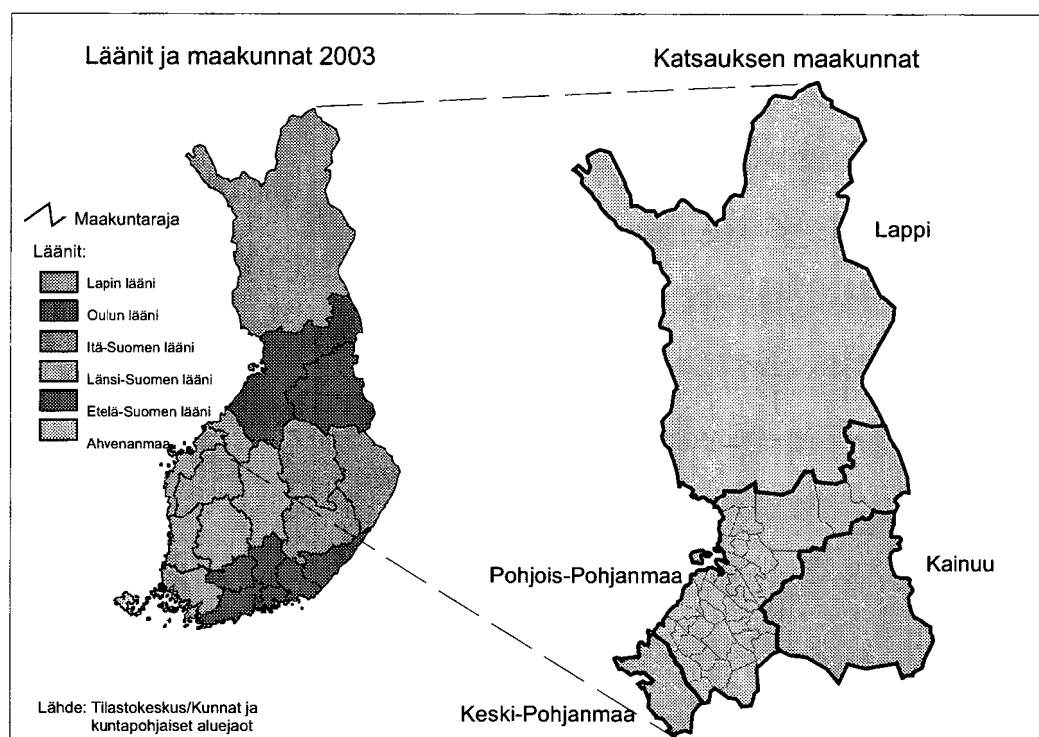 Läänit ja maakunnat 2003
Katsauksen maakunnat
Maakuntaraja
Läänit:
Lapin lääni
Oulun lääni
Itä-Suomen lääni
Länsi-Suomen lääni
Etelä-Suomen lääni
Ahvenanmaa
Lappi
Kainuu
Pohjois-Pohjanmaa
Keski-Pohjanmaa
Lähde: Tilastokeskus/Kunnat ja
kuntapohjaiset aluejaot